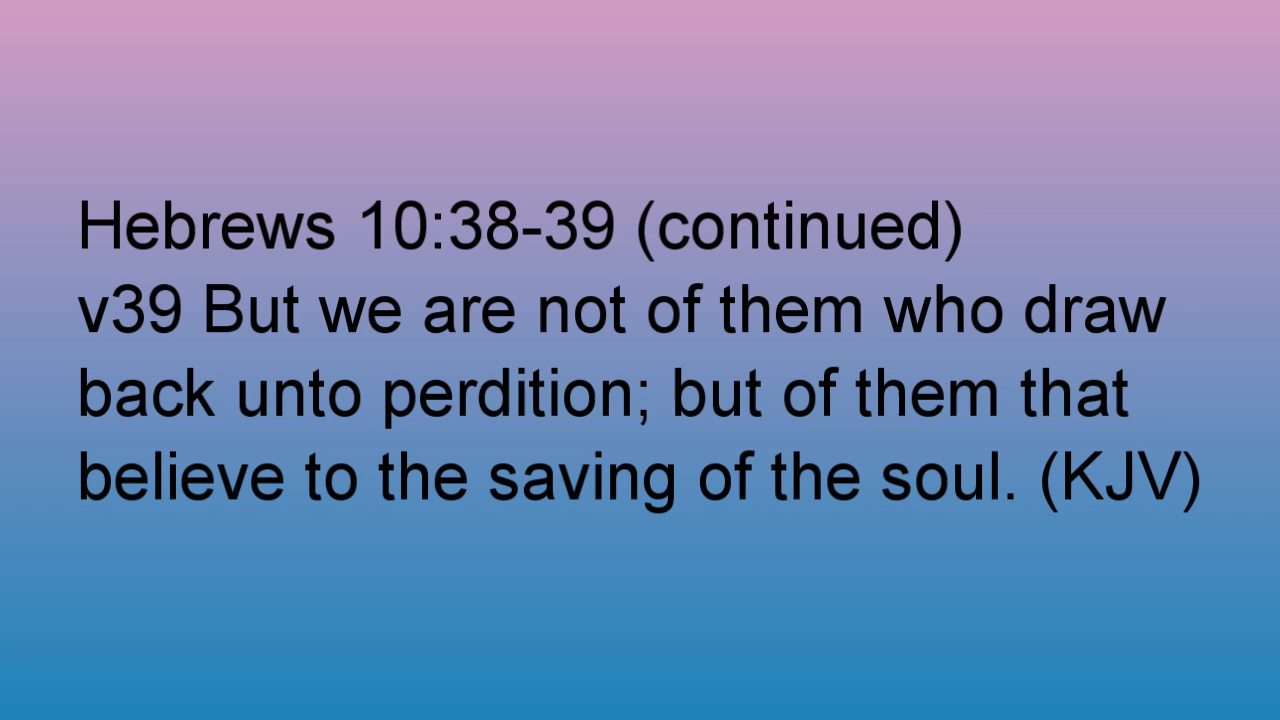 Hebrews 10:38-39 (continued)
v39 But we are not of them who draw
back unto perdition; but of them that
believe to the saving of the soul. (KJV)